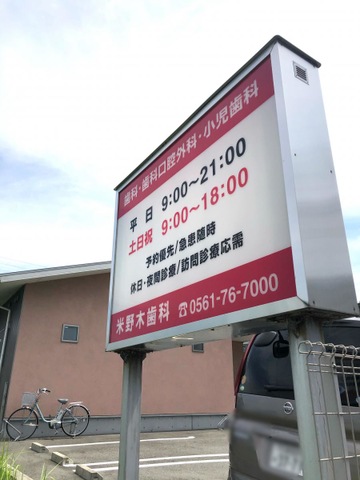 歯科・歯科口腔外科・小児歯科
平　日 9:00～21:00
土日祝 9:00～18:00
予約優先/急患随時
休日・夜間診療/訪問診療応需
米野木歯科 ☎0561-76-7000